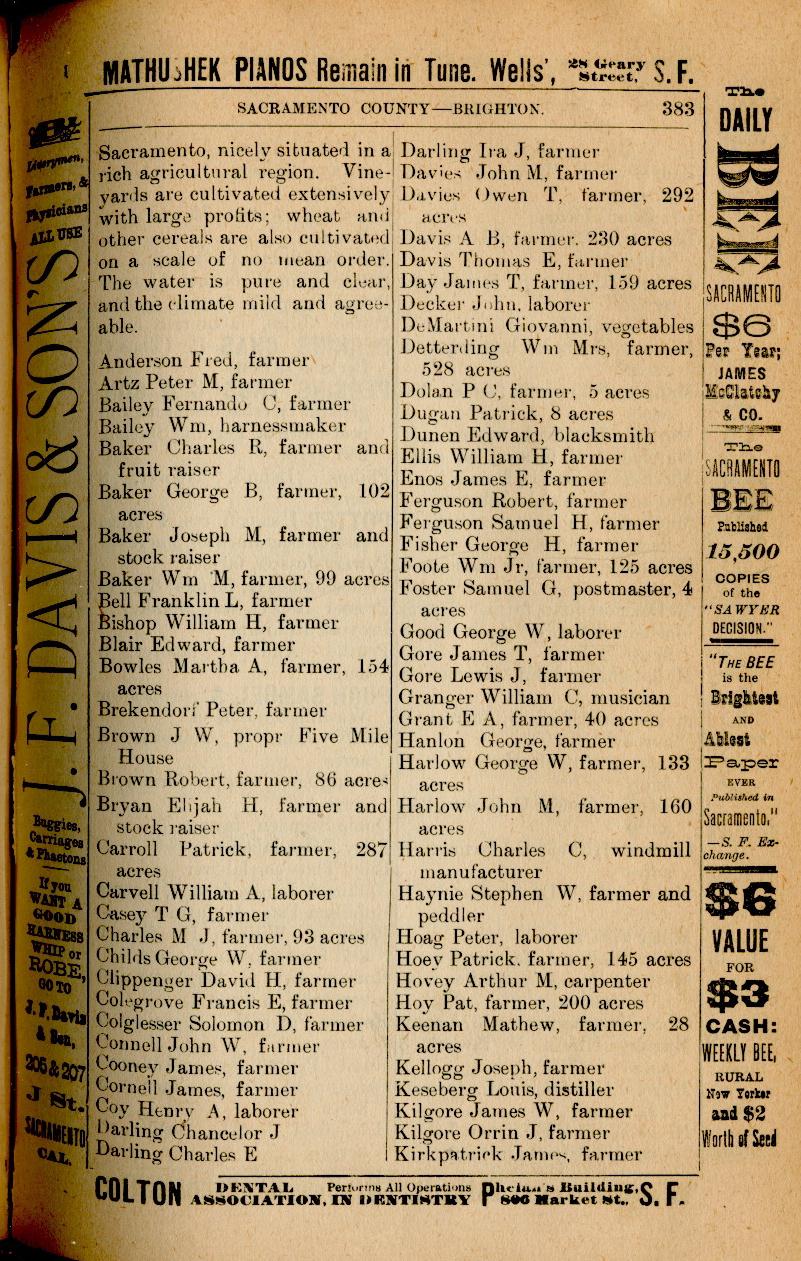 MATHUSHEK PIANOS Remain in Tune. Wells', 28 Geary Street, S. F.
SACRAMENTO COUNTY—BRIGHTON. 383
Sacramento, nicely situated in a
rich agricultural region. Vine-
yards are cultivated extensively
with large profits; wheat and
other cereals are also cultivated
on a scale of no mean order.
The water is pure and clear,
and the climate mild and agree-
able.
Anderson Fred, farmer
Artz Peter M, farmer
Bailey Fernando C, farmer
Bailey Wm, harnessmaker
Baker Charles R, farmer and
fruit raiser
Baker George B, farmer, 102
acres
Baker Joseph M, farmer and
stock raiser
Baker Wm M, farmer, 99 acres
Bell Franklin L, farmer
Bishop William H, farmer
Blair Edward, farmer
Bowles Martha A, farmer, 154
acres
Brekendorf Peter, farmer
Brown J W, propr Five Mile
House
Brown Robert, farmer, 86 acres
Bryan Elijah H, farmer and
stock raiser
Carroll Patrick, farmer, 287
acres
Carvell William A, laborer
Casey T G, farmer
Charles M J, farmer, 93 acres
Childs George W, farmer
Clippenger David H, farmer
Colegrove Francis E, farmer
Colglesser Solomon D, farmer
Connell John W, farmer
Cooney James, farmer
Cornell James, farmer
Coy Henry A, laborer
Darling Chancelor J
Darling Charles E
Darling Ira J, farmer
Davies John M, farmer
Davies Owen T, farmer, 292
acres
Davis A B, farmer. 230 acres
Davis Thomas E, farmer
Day James T, farmer, 159 acres
Decker John, laborer
DeMartini Giovanni, vegetables
Detterding Wm Mrs, farmer,
528 acres
Dolan P C, farmer, 5 acres
Dugan Patrick, 8 acres
Dunen Edward, blacksmith
Ellis William H, farmer
Enos James E, farmer
Ferguson Robert, farmer
Ferguson Samuel H, farmer
Fisher George H, farmer
Foote Wm Jr, farmer, 125 acres
Foster Samuel G, postmaster, 4
acres
Good George W, laborer
Gore James T, farmer
Gore Lewis J, farmer
Granger William C, musician
Grant E A, farmer, 40 acres
Hanlon George, farmer
Harlow George W, farmer, 133
acres
Harlow John M, farmer, 160
acres
Harris Charles C, windmill
manufacturer
Haynie Stephen W, farmer and
peddler
Hoag Peter, laborer
Hoey Patrick. farmer, 145 acres
Hovey Arthur M, carpenter
Hoy Pat, farmer, 200 acres
Keenan Mathew, farmer, 28
acres
Kellogg Joseph, farmer
Keseberg Louis, distiller
Kilgore James W, farmer
Kilgore Orrin J, farmer
Kirkpatrick James, farmer
Liverymen,
Farmers, &
Physicians
ALL USE
J. F. DAVIS & SON'S
Buggies,
Carriages
& Phaetons
If you
WANT A
GOOD
HARNESS
WHIP or
ROBE,
GO TO
J. F. Davis
& Son,
205 & 207
J St.
SACRAMENTO
CAL.
The
DAILY
BEE
SACRAMENTO
$6
Per Year;
JAMES
McClatchy
& CO.
The
SACRAMENTO
BEE
Published
15,500
COPIES
of the
"SAWYER
DECISION."
"THE BEE
is the
Brightest
AND
Ablest
Paper
EVER
Published in
Sacramento,"
—S. F. Ex-
change.
$6
VALUE
FOR
$3
CASH:
WEEKLY BEE,
RURAL
New Yorker
and $2
Worth of Seed
COLTON DENTAL ASSOCIATION, Performs All Operations IN DENTISTRY Phelan's Building, 806 Market St., S. F.